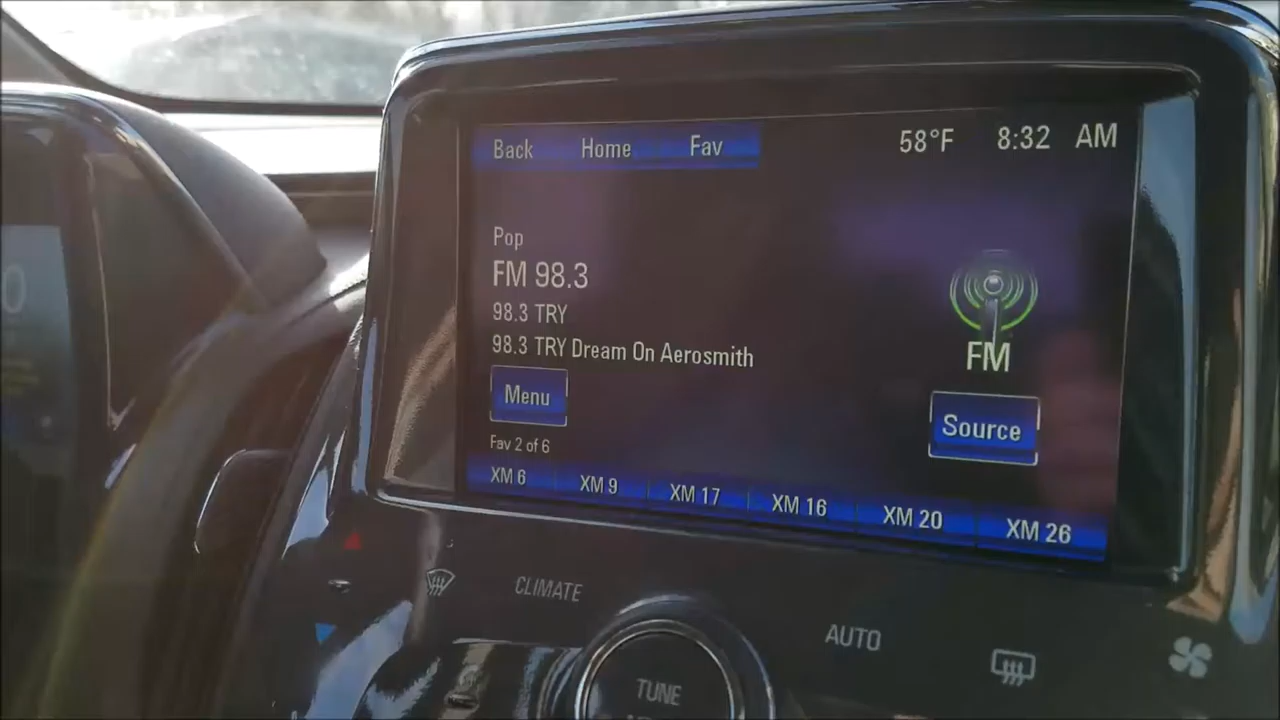 Back Home Fav 58°F 8:32 AM
Pop
FM 98.3
98.3 TRY
98.3 TRY Dream On Aerosmith
FM
Menu
Source
Fav 2 of 6
XM 6 XM 9 XM 17 XM 16 XM 20 XM 26
CLIMATE
AUTO
TUNE
0